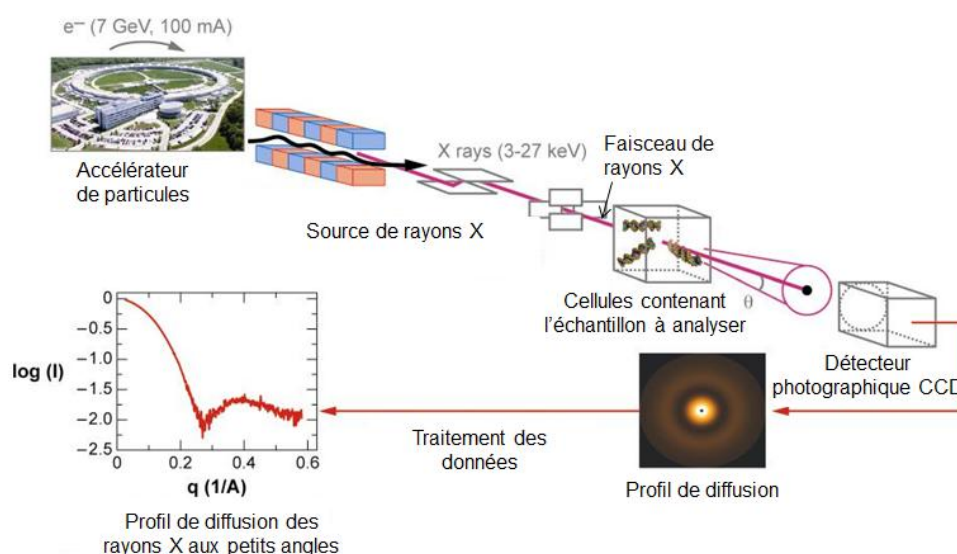 e⁻ (7 GeV, 100 mA)
Accélérateur
de particules
X rays (3-27 keV)
Source de rayons X
Faisceau de
rayons X
θ
Cellules contenant
l'échantillon à analyser
Détecteur
photographique CCD
Profil de diffusion
Traitement des
données
log (I)
0
−0.5
−1.0
−1.5
−2.0
−2.5
0
0.2
0.4
0.6
q (1/A)
Profil de diffusion des
rayons X aux petits angles